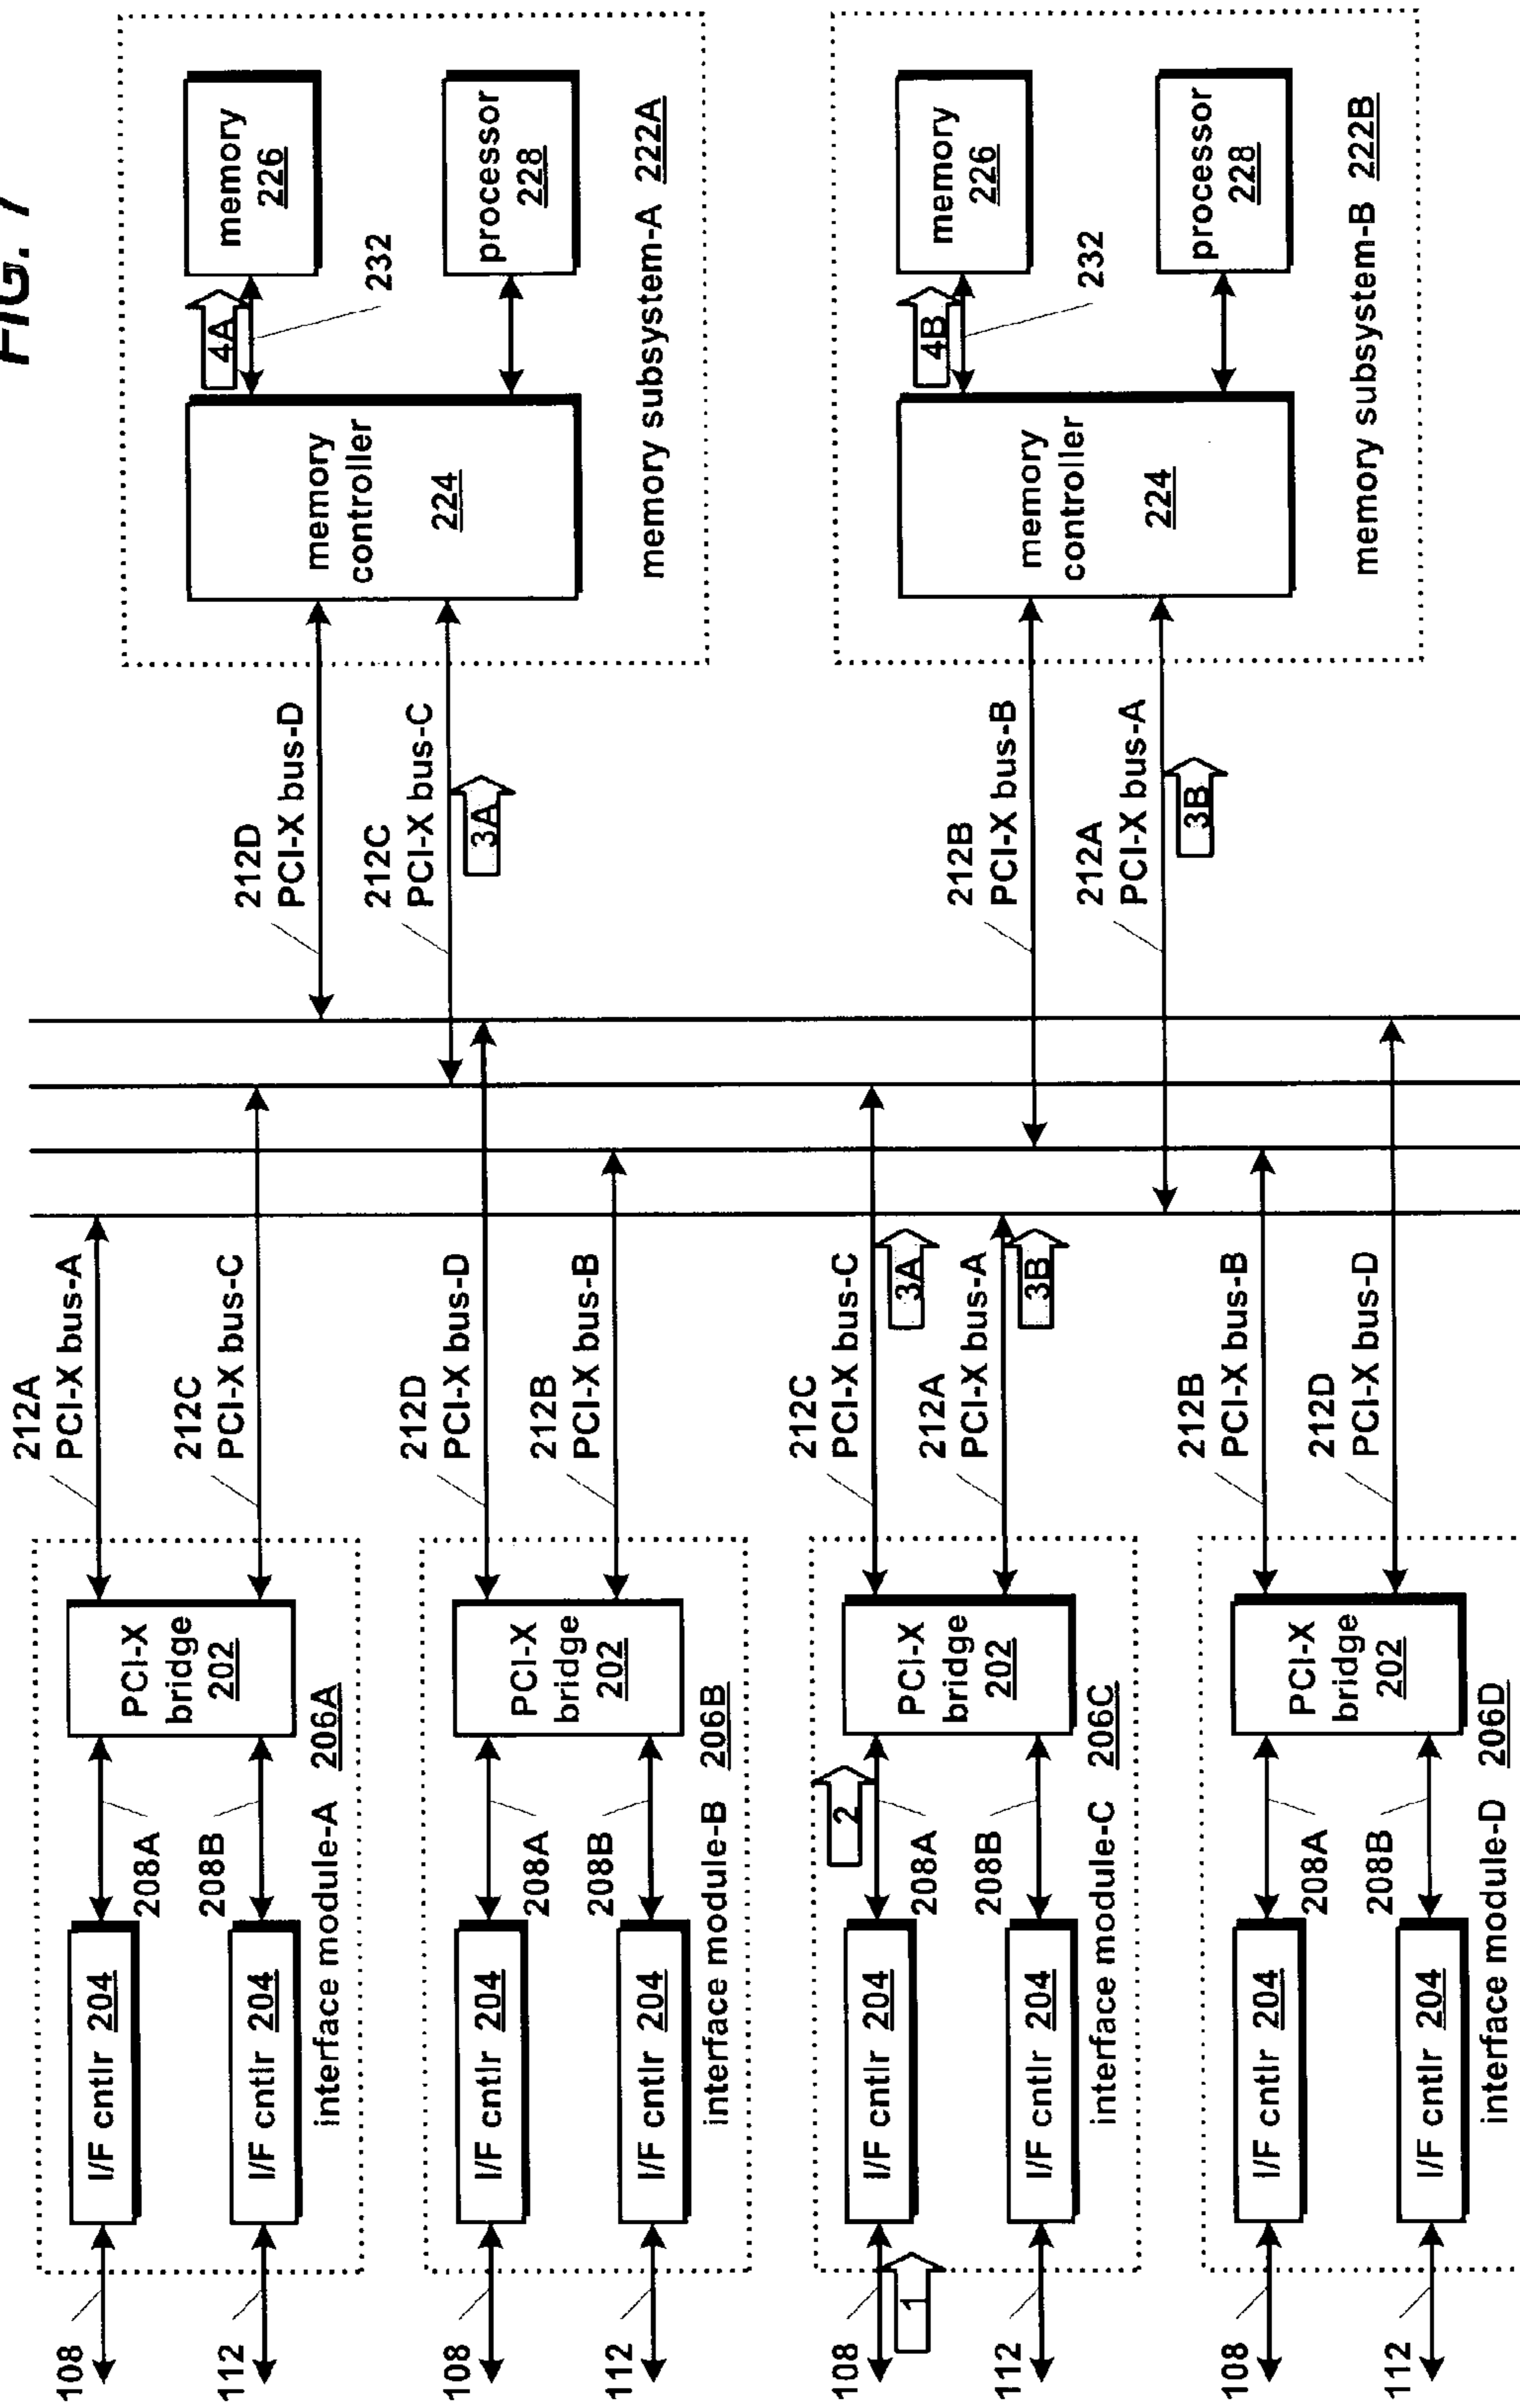 FIG. 7
108
112
I/F cntlr 204
I/F cntlr 204
208A
208B
PCI-X
bridge
202
interface module-A 206A
212A
PCI-X bus-A
212C
PCI-X bus-C
108
112
I/F cntlr 204
I/F cntlr 204
208A
208B
PCI-X
bridge
202
interface module-B 206B
212D
PCI-X bus-D
212B
PCI-X bus-B
108
1
112
I/F cntlr 204
I/F cntlr 204
2
208A
208B
PCI-X
bridge
202
interface module-C 206C
212C
PCI-X bus-C
3A
212A
PCI-X bus-A
3B
108
112
I/F cntlr 204
I/F cntlr 204
208A
208B
PCI-X
bridge
202
interface module-D 206D
212B
PCI-X bus-B
212D
PCI-X bus-D
212D
PCI-X bus-D
212C
PCI-X bus-C
3A
memory
controller
224
4A
232
memory
226
processor
228
memory subsystem-A 222A
212B
PCI-X bus-B
212A
PCI-X bus-A
3B
memory
controller
224
4B
232
memory
226
processor
228
memory subsystem-B 222B